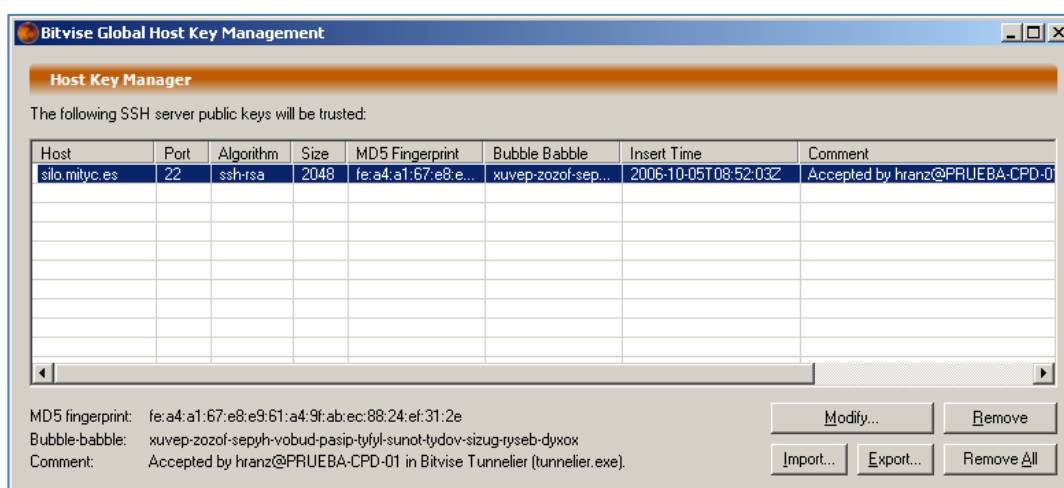 Bitvise Global Host Key Management
Host Key Manager
The following SSH server public keys will be trusted:
Host Port Algorithm Size MD5 Fingerprint Bubble Babble Insert Time Comment
silo.mityc.es 22 ssh-rsa 2048 fe:a4:a1:67:e8:e... xuvep-zozof-sep... 2006-10-05T08:52:03Z Accepted by hranz@PRUEBA-CPD-01
MD5 fingerprint: fe:a4:a1:67:e8:e9:61:a4:9f:ab:ec:88:24:ef:31:2e
Modify... Remove
Bubble-babble: xuvep-zozof-sepyh-vobud-pasip-tyfyl-sunot-tydov-sizug-ryseb-dyxox
Comment: Accepted by hranz@PRUEBA-CPD-01 in Bitvise Tunnelier (tunnelier.exe).
Import... Export... Remove All